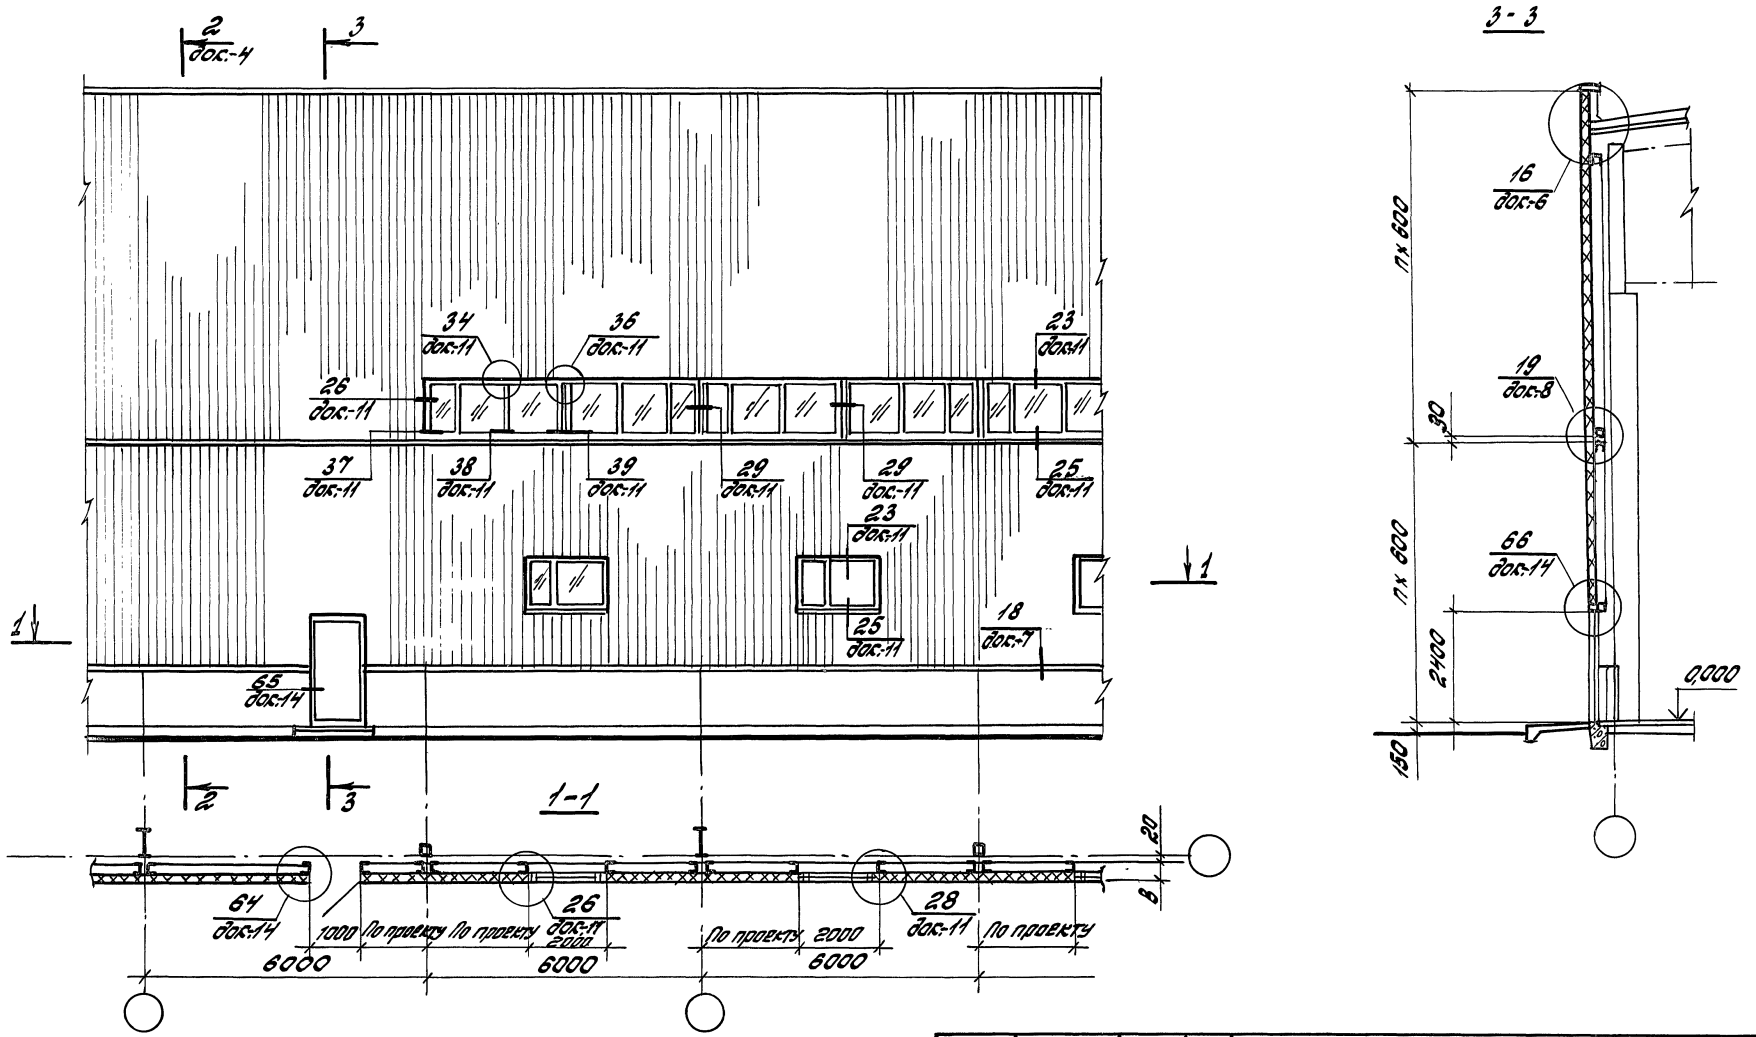 2
док.-4
3
3-3
16
док.-6
п х 600
34
док.-11
36
док.-11
23
док.11
26
док.-11
19
док.-8
30
37
док.-11
38
док.11
39
док.-11
29
док.11
29
док.-11
25
док.-11
23
док.-11
п х 600
66
док.14
1
1
25
док.-11
18
док.-7
2400
65
док.14
0,000
150
2
3
1-1
20
в
64
док.14
26
док.-11
28
док.-11
1000
По проекту
По проекту
2000
По проекту
2000
По проекту
6000
6000
6000